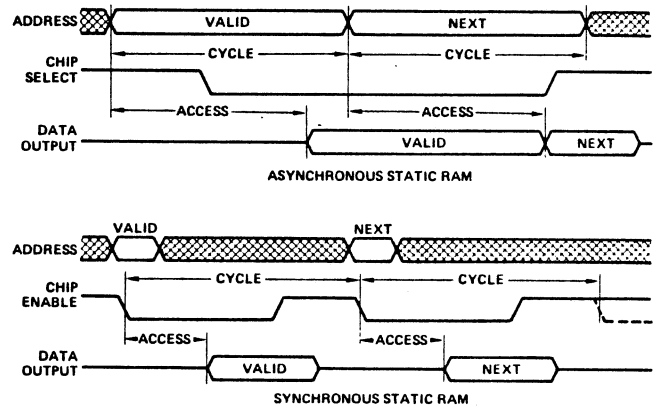 ADDRESS VALID NEXT
CYCLE CYCLE
CHIP
SELECT
ACCESS ACCESS
DATA
OUTPUT VALID NEXT
ASYNCHRONOUS STATIC RAM
VALID NEXT
ADDRESS
CYCLE CYCLE
CHIP
ENABLE
ACCESS ACCESS
DATA
OUTPUT VALID NEXT
SYNCHRONOUS STATIC RAM